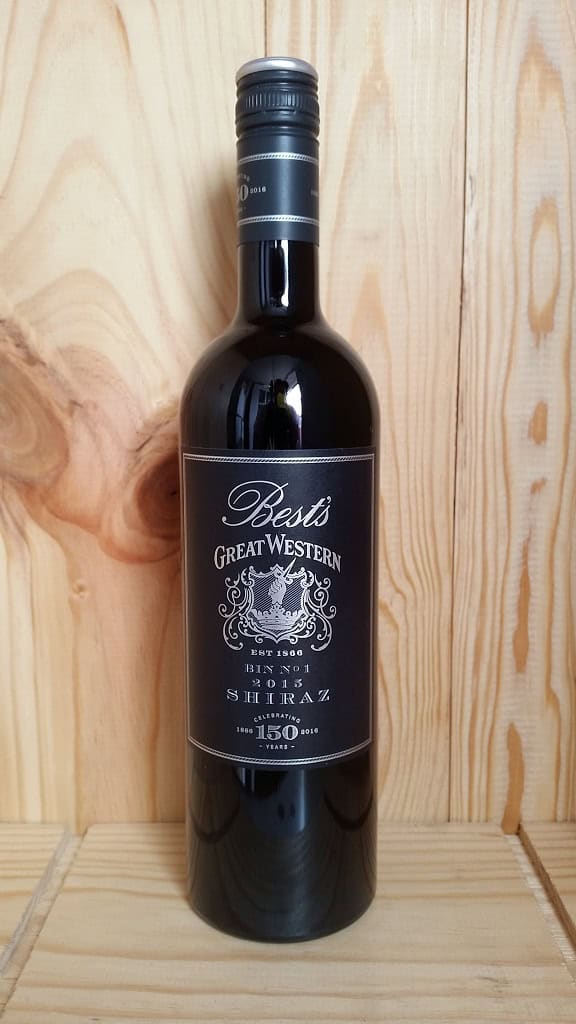 2016
Best's
GREAT WESTERN
EST 1866
BIN Nº 1
2015
SHIRAZ
CELEBRATING
1866 150 2016
- YEARS -